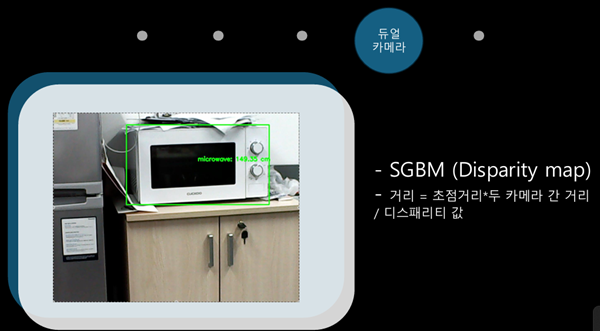 듀얼
카메라
microwave: 149.35 cm
- SGBM (Disparity map)
- 거리 = 초점거리*두 카메라 간 거리
/ 디스패리티 값